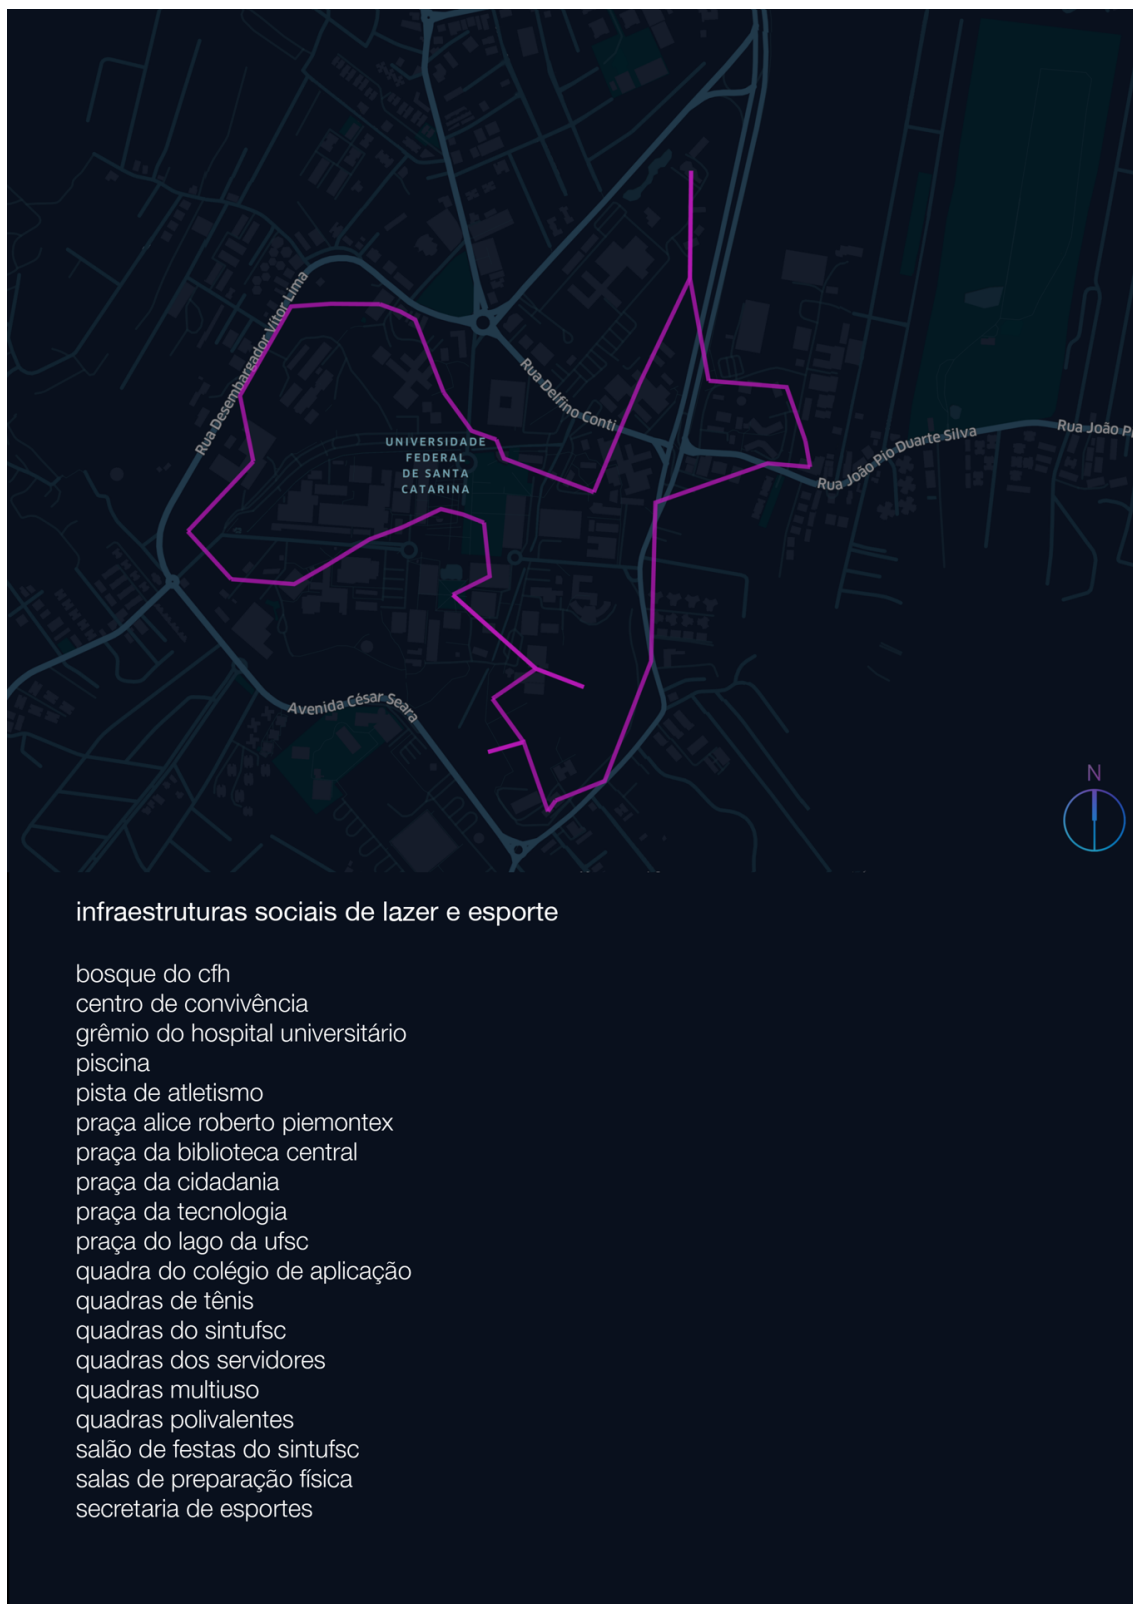 Rua Desembargador Vítor Lima
Rua Delfino Conti
UNIVERSIDADE
FEDERAL
DE SANTA
CATARINA
Rua João Pio Duarte Silva
Rua João Pi
Avenida César Seara
N
infraestruturas sociais de lazer e esporte
bosque do cfh
centro de convivência
grêmio do hospital universitário
piscina
pista de atletismo
praça alice roberto piemontex
praça da biblioteca central
praça da cidadania
praça da tecnologia
praça do lago da ufsc
quadra do colégio de aplicação
quadras de tênis
quadras do sintufsc
quadras dos servidores
quadras multiuso
quadras polivalentes
salão de festas do sintufsc
salas de preparação física
secretaria de esportes